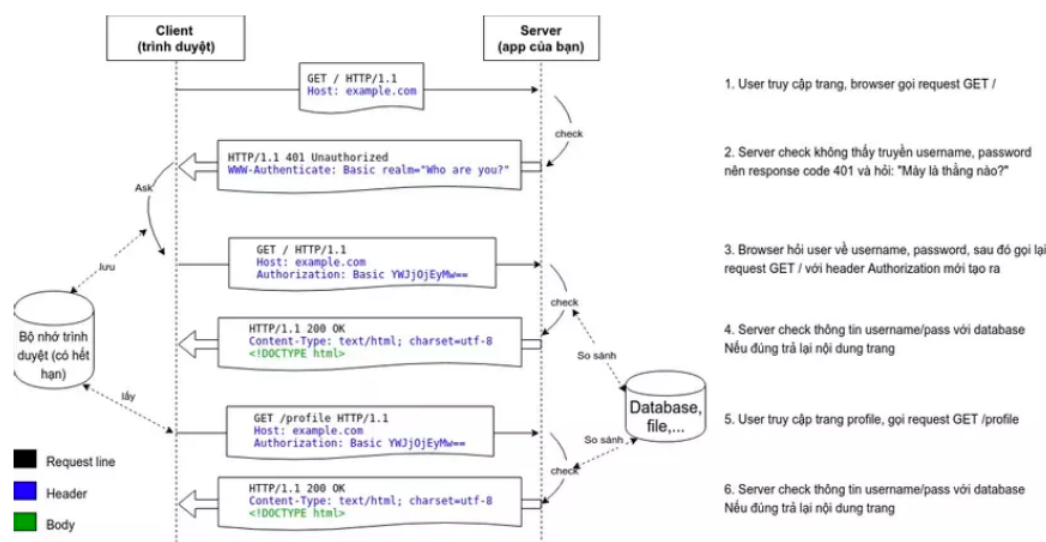 Client
(trình duyệt)
Server
(app của bạn)
GET / HTTP/1.1
Host: example.com
1. User truy cập trang, browser gọi request GET /
check
HTTP/1.1 401 Unauthorized
WWW-Authenticate: Basic realm="Who are you?"
2. Server check không thấy truyền username, password
nên response code 401 và hỏi: "Mày là thằng nào?"
Ask
GET / HTTP/1.1
Host: example.com
Authorization: Basic YWJjOjEyMw==
3. Browser hỏi user về username, password, sau đó gọi lại
request GET / với header Authorization mới tạo ra
lưu
check
Bộ nhớ trình
duyệt (có hết
hạn)
HTTP/1.1 200 OK
Content-Type: text/html; charset=utf-8
<!DOCTYPE html>
4. Server check thông tin username/pass với database
Nếu đúng trả lại nội dung trang
So sánh
lấy
Database,
file,...
GET /profile HTTP/1.1
Host: example.com
Authorization: Basic YWJjOjEyMw==
5. User truy cập trang profile, gọi request GET /profile
So sánh
check
Request line
Header
Body
HTTP/1.1 200 OK
Content-Type: text/html; charset=utf-8
<!DOCTYPE html>
6. Server check thông tin username/pass với database
Nếu đúng trả lại nội dung trang